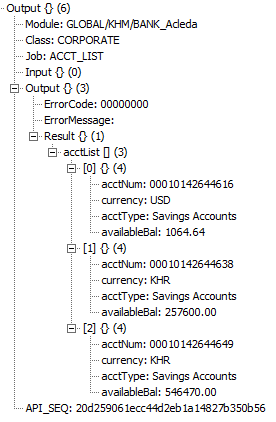 Output {} (6)
Module: GLOBAL/KHM/BANK_Acleda
Class: CORPORATE
Job: ACCT_LIST
Input {} (0)
Output {} (3)
ErrorCode: 00000000
ErrorMessage:
Result {} (1)
acctList [] (3)
[0] {} (4)
acctNum: 00010142644616
currency: USD
acctType: Savings Accounts
availableBal: 1064.64
[1] {} (4)
acctNum: 00010142644638
currency: KHR
acctType: Savings Accounts
availableBal: 257600.00
[2] {} (4)
acctNum: 00010142644649
currency: KHR
acctType: Savings Accounts
availableBal: 546470.00
API_SEQ: 20d259061ecc44d2eb1a14827b350b56